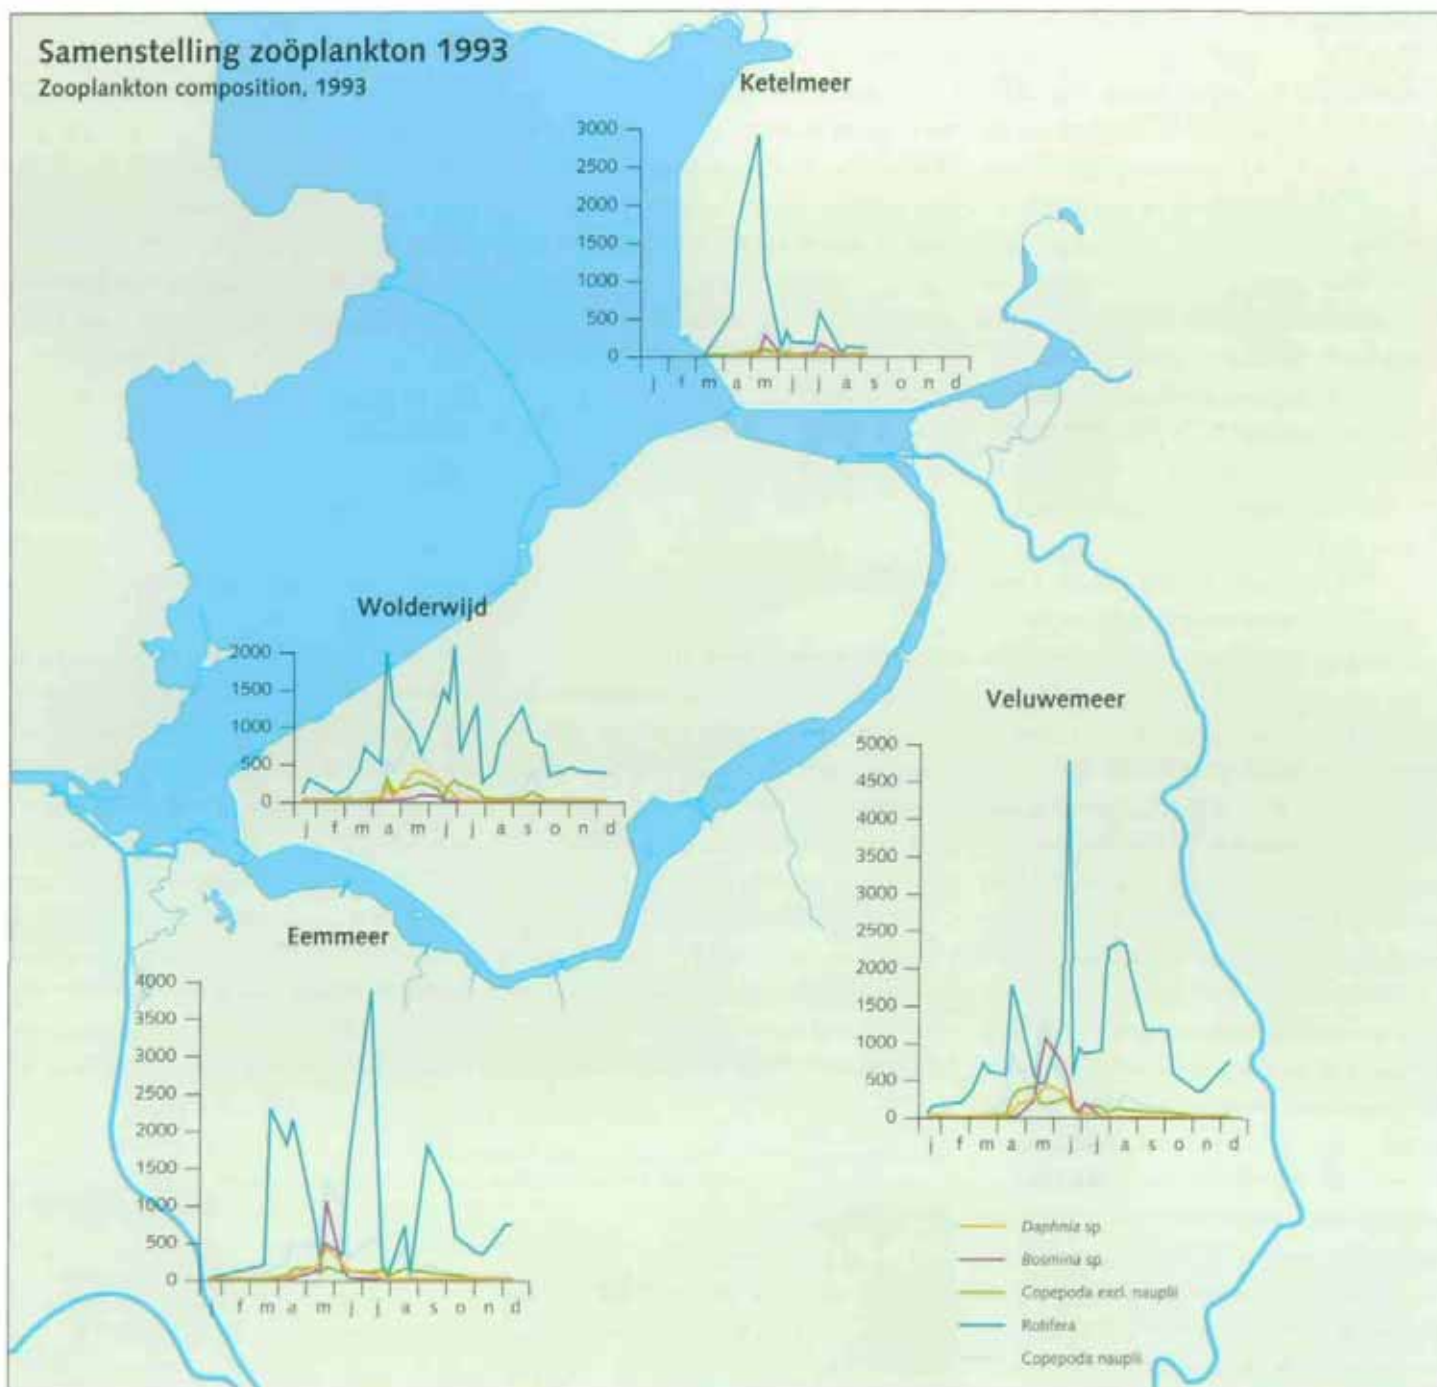 Samenstelling zoöplankton 1993
Zooplankton composition, 1993
Ketelmeer
3000
2500
2000
1500
1000
500
0
j f m a m j j a s o n d
Wolderwijd
2000
1500
1000
500
0
j f m a m j j a s o n d
Veluwemeer
5000
4500
4000
3500
3000
2500
2000
1500
1000
500
0
j f m a m j j a s o n d
Eemmeer
4000
3500
3000
2500
2000
1500
1000
500
0
j f m a m j j a s o n d
Daphnia sp
Bosmina sp
Copepoda excl. nauplii
Rotifera
Copepoda nauplii